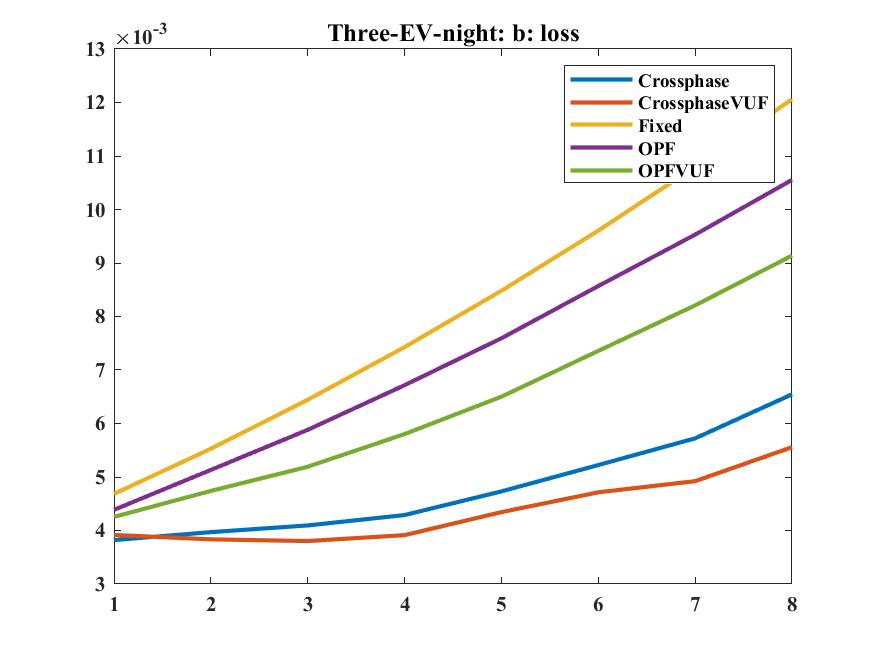 Three-EV-night: b: loss
×10-3
13
12
11
10
9
8
7
6
5
4
3
1 2 3 4 5 6 7 8
Crossphase
CrossphaseVUF
Fixed
OPF
OPFVUF